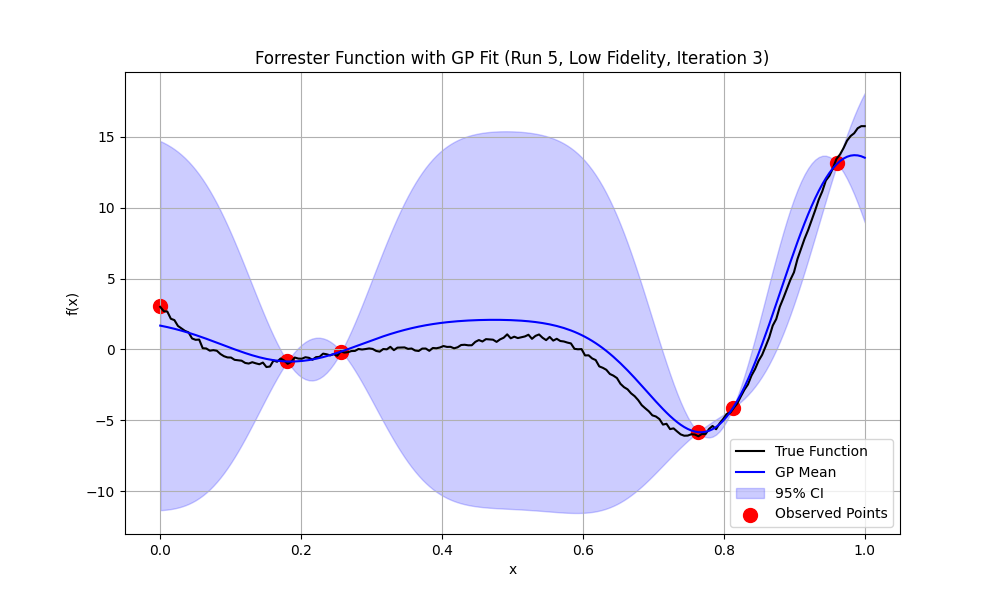 Forrester Function with GP Fit (Run 5, Low Fidelity, Iteration 3)
f(x)
15
10
5
0
−5
−10
0.0 0.2 0.4 0.6 0.8 1.0
x
True Function
GP Mean
95% CI
Observed Points